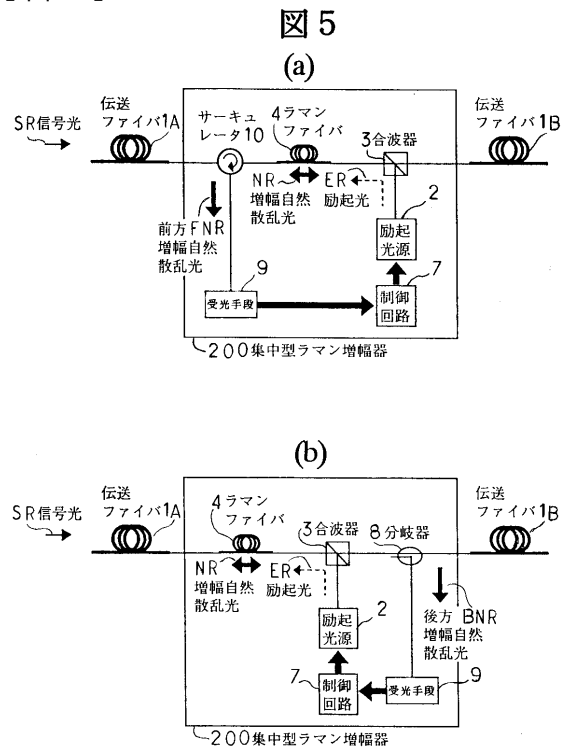 図5
(a)
SR信号光
伝送
ファイバ1A
サーキュ
レータ10
4ラマン
ファイバ
3合波器
伝送
ファイバ1B
NR
増幅自然
散乱光
ER
励起光
前方FNR
増幅自然
散乱光
2
励起
光源
9
受光手段
7
制御
回路
200集中型ラマン増幅器
(b)
SR信号光
伝送
ファイバ1A
4ラマン
ファイバ
3合波器
8分岐器
伝送
ファイバ1B
NR
増幅自然
散乱光
ER
励起光
2
励起
光源
後方BNR
増幅自然
散乱光
7
制御
回路
9
受光手段
200集中型ラマン増幅器